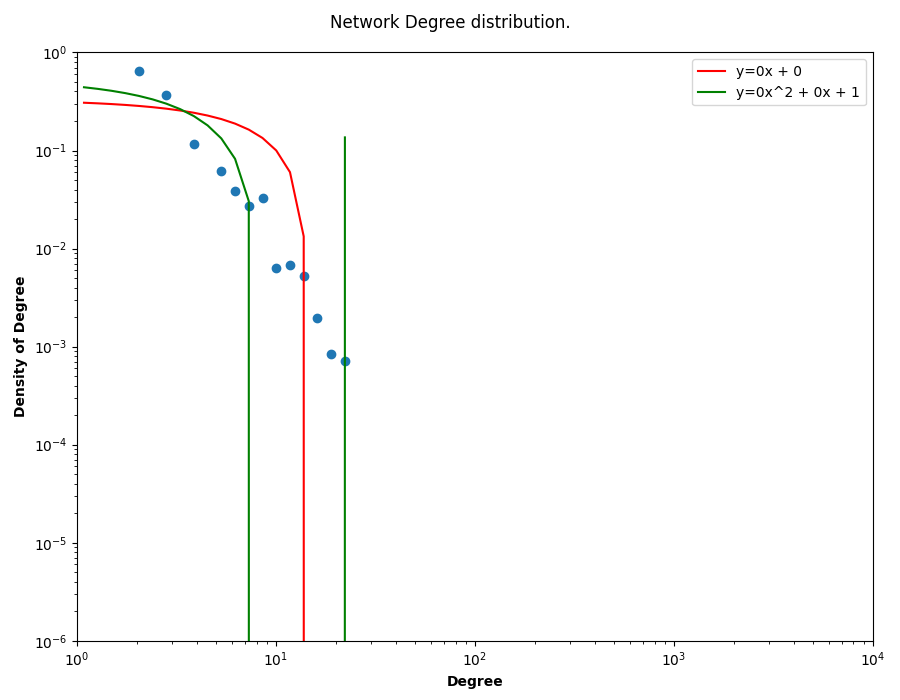 Network Degree distribution.
y=0x + 0
y=0x^2 + 0x + 1
Density of Degree
10^0
10^-1
10^-2
10^-3
10^-4
10^-5
10^-6
10^0 10^1 10^2 10^3 10^4
Degree